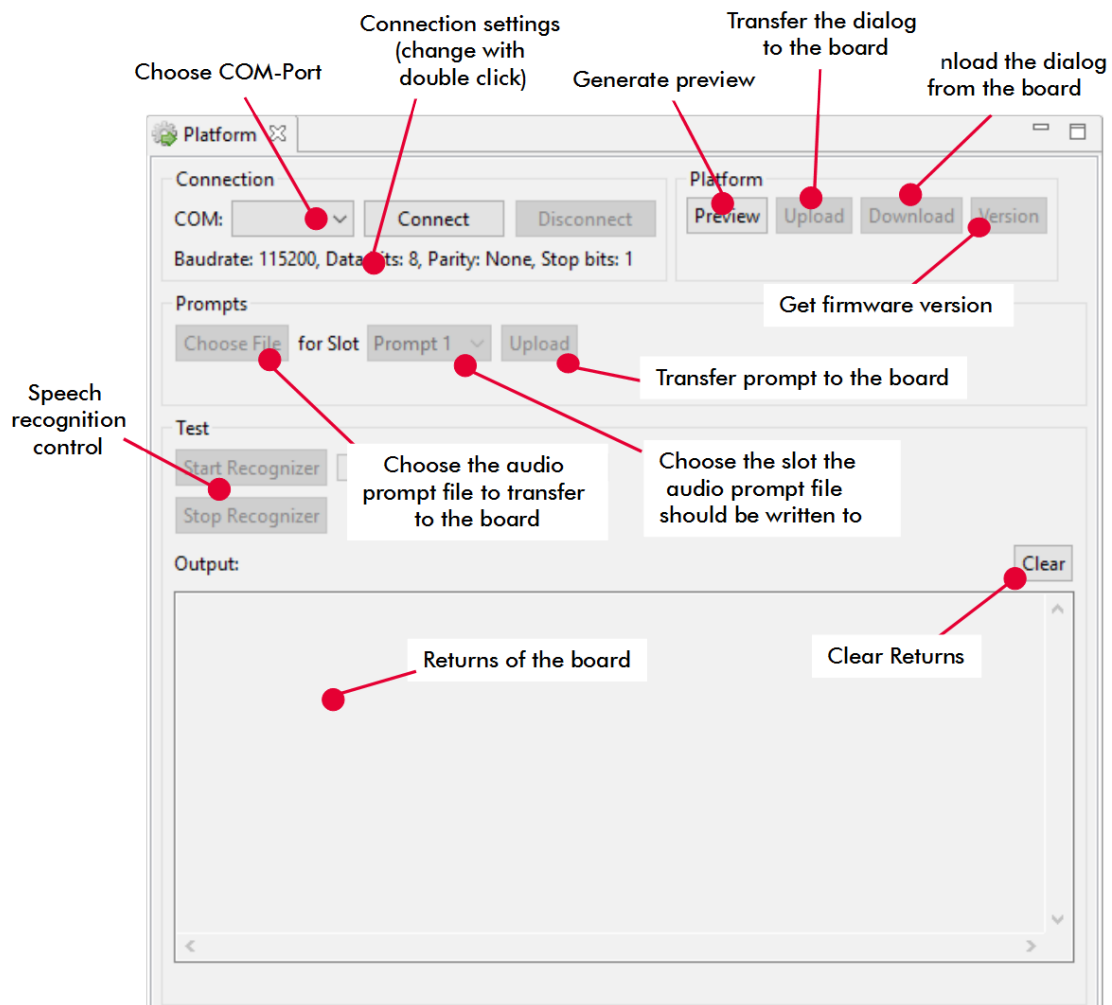 Connection settings
(change with
double click)
Transfer the dialog
to the board
Choose COM-Port
Generate preview
nload the dialog
from the board
Platform
Connection
COM:
Connect
Disconnect
Baudrate: 115200, Data bits: 8, Parity: None, Stop bits: 1
Platform
Preview
Upload
Download
Version
Get firmware version
Prompts
Choose File for Slot Prompt 1 Upload
Transfer prompt to the board
Speech
recognition
control
Test
Start Recognizer
Stop Recognizer
Choose the audio
prompt file to transfer
to the board
Choose the slot the
audio prompt file
should be written to
Output:
Clear
Returns of the board
Clear Returns